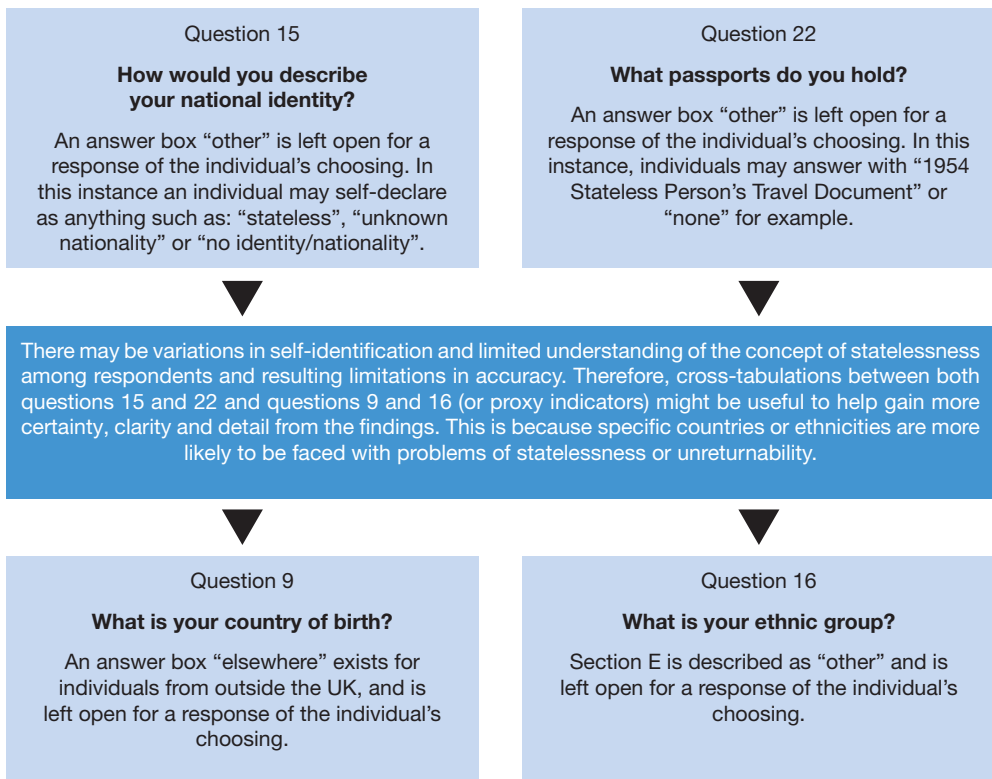 Question 15
How would you describe
your national identity?
An answer box “other” is left open for a
response of the individual’s choosing. In
this instance an individual may self-declare
as anything such as: “stateless”, “unknown
nationality” or “no identity/nationality”.
Question 22
What passports do you hold?
An answer box “other” is left open for a
response of the individual’s choosing. In this
instance, individuals may answer with “1954
Stateless Person’s Travel Document” or
“none” for example.
There may be variations in self-identification and limited understanding of the concept of statelessness
among respondents and resulting limitations in accuracy. Therefore, cross-tabulations between both
questions 15 and 22 and questions 9 and 16 (or proxy indicators) might be useful to help gain more
certainty, clarity and detail from the findings. This is because specific countries or ethnicities are more
likely to be faced with problems of statelessness or unreturnability.
Question 9
What is your country of birth?
An answer box “elsewhere” exists for
individuals from outside the UK, and is
left open for a response of the individual’s
choosing.
Question 16
What is your ethnic group?
Section E is described as “other” and is
left open for a response of the individual’s
choosing.